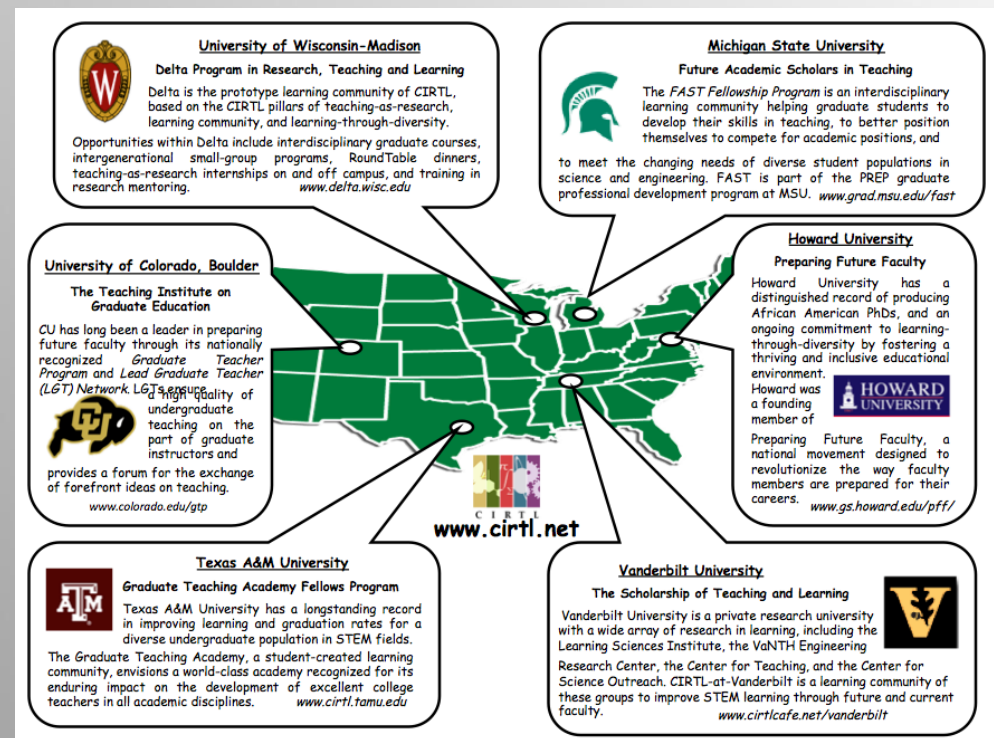 University of Wisconsin-Madison
Delta Program in Research, Teaching and Learning
Delta is the prototype learning community of CIRTL,
based on the CIRTL pillars of teaching-as-research,
learning community, and learning-through-diversity.
Opportunities within Delta include interdisciplinary graduate courses,
intergenerational small-group programs, RoundTable dinners,
teaching-as-research internships on and off campus, and training in
research mentoring. www.delta.wisc.edu
W
Michigan State University
Future Academic Scholars in Teaching
The FAST Fellowship Program is an interdisciplinary
learning community helping graduate students to
develop their skills in teaching, to better position
themselves to compete for academic positions, and
to meet the changing needs of diverse student populations in
science and engineering. FAST is part of the PREP graduate
professional development program at MSU. www.grad.msu.edu/fast
University of Colorado, Boulder
The Teaching Institute on
Graduate Education
CU has long been a leader in preparing
future faculty through its nationally
recognized Graduate Teacher
Program and Lead Graduate Teacher
(LGT) Network. LGTs ensure
a high quality of
undergraduate
teaching on the
part of graduate
instructors and
provides a forum for the exchange
of forefront ideas on teaching.
www.colorado.edu/gtp
CU
Howard University
Preparing Future Faculty
Howard University has a
distinguished record of producing
African American PhDs, and an
ongoing commitment to learning-
through-diversity by fostering a
thriving and inclusive educational
environment.
Howard was
a founding
member of
HOWARD
UNIVERSITY
Preparing Future Faculty, a
national movement designed to
revolutionize the way faculty
members are prepared for their
careers. www.gs.howard.edu/pff/
CIRTL
www.cirtl.net
Texas A&M University
Graduate Teaching Academy Fellows Program
Texas A&M University has a longstanding record
in improving learning and graduation rates for a
diverse undergraduate population in STEM fields.
The Graduate Teaching Academy, a student-created learning
community, envisions a world-class academy recognized for its
enduring impact on the development of excellent college
teachers in all academic disciplines. www.cirtl.tamu.edu
ATM
Vanderbilt University
The Scholarship of Teaching and Learning
Vanderbilt University is a private research university
with a wide array of research in learning, including the
Learning Sciences Institute, the VaNTH Engineering
Research Center, the Center for Teaching, and the Center for
Science Outreach. CIRTL-at-Vanderbilt is a learning community of
these groups to improve STEM learning through future and current
faculty. www.cirtlcafe.net/vanderbilt
V